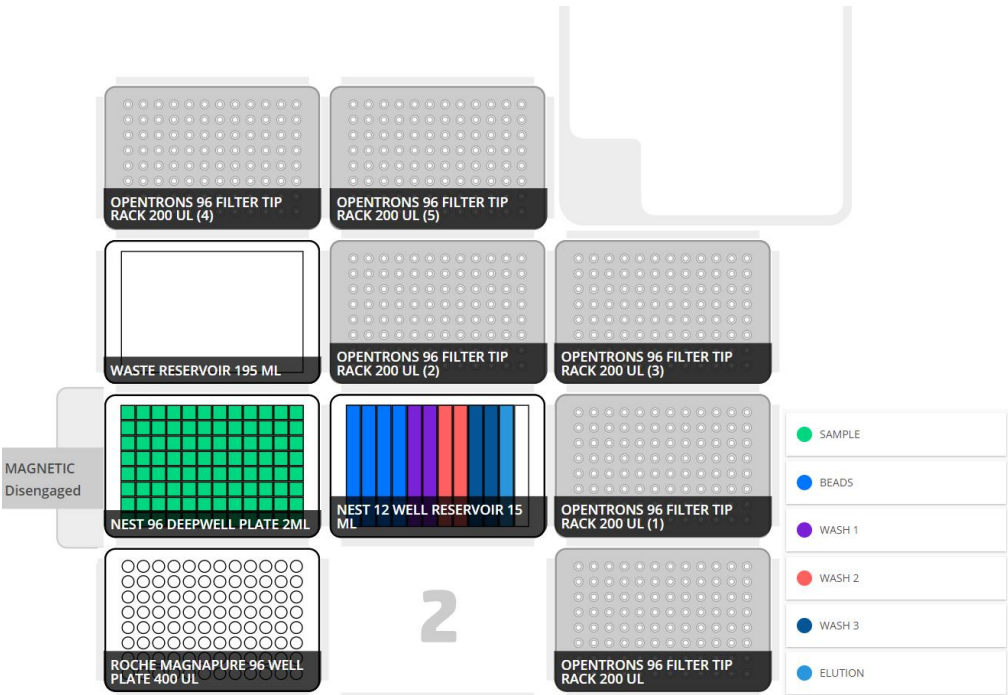 OPENTRONS 96 FILTER TIP
RACK 200 UL (4)
OPENTRONS 96 FILTER TIP
RACK 200 UL (5)
WASTE RESERVOIR 195 ML
OPENTRONS 96 FILTER TIP
RACK 200 UL (2)
OPENTRONS 96 FILTER TIP
RACK 200 UL (3)
MAGNETIC
Disengaged
NEST 96 DEEPWELL PLATE 2ML
NEST 12 WELL RESERVOIR 15
ML
OPENTRONS 96 FILTER TIP
RACK 200 UL (1)
ROCHE MAGNAPURE 96 WELL
PLATE 400 UL
2
OPENTRONS 96 FILTER TIP
RACK 200 UL
SAMPLE
BEADS
WASH 1
WASH 2
WASH 3
ELUTION